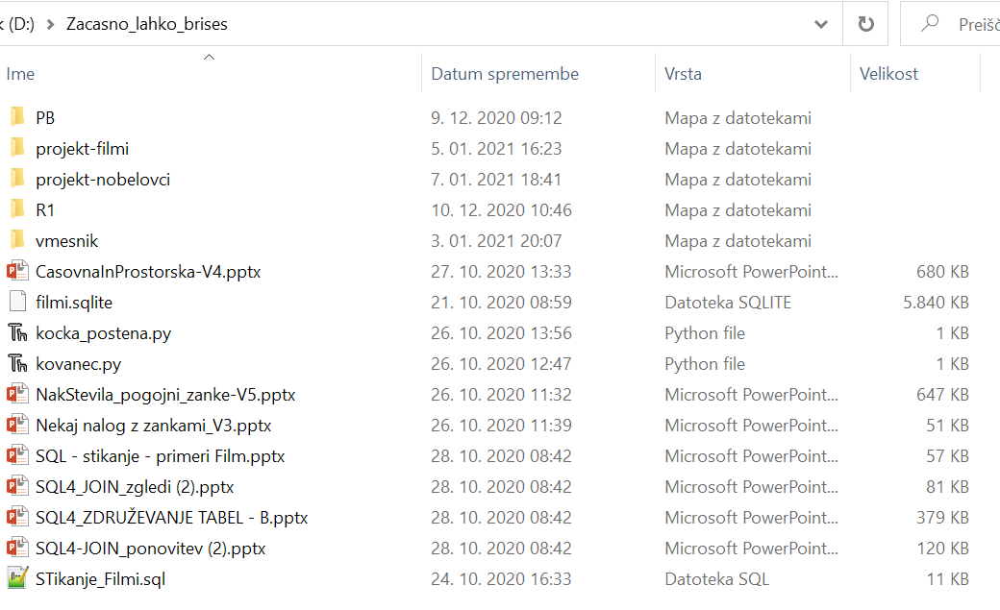 k (D:) > Zacasno_lahko_brises Preišč
Ime Datum spremembe Vrsta Velikost
PB 9. 12. 2020 09:12 Mapa z datotekami
projekt-filmi 5. 01. 2021 16:23 Mapa z datotekami
projekt-nobelovci 7. 01. 2021 18:41 Mapa z datotekami
R1 10. 12. 2020 10:46 Mapa z datotekami
vmesnik 3. 01. 2021 20:07 Mapa z datotekami
CasovnaInProstorska-V4.pptx 27. 10. 2020 13:33 Microsoft PowerPoint... 680 KB
filmi.sqlite 21. 10. 2020 08:59 Datoteka SQLITE 5.840 KB
kocka_postena.py 26. 10. 2020 13:56 Python file 1 KB
kovanec.py 26. 10. 2020 12:47 Python file 1 KB
NakStevila_pogojni_zanke-V5.pptx 26. 10. 2020 11:32 Microsoft PowerPoint... 647 KB
Nekaj nalog z zankami_V3.pptx 26. 10. 2020 11:39 Microsoft PowerPoint... 51 KB
SQL - stikanje - primeri Film.pptx 28. 10. 2020 08:42 Microsoft PowerPoint... 57 KB
SQL4_JOIN_zgledi (2).pptx 28. 10. 2020 08:42 Microsoft PowerPoint... 81 KB
SQL4_ZDRUŽEVANJE TABEL - B.pptx 28. 10. 2020 08:42 Microsoft PowerPoint... 379 KB
SQL4-JOIN_ponovitev (2).pptx 28. 10. 2020 08:42 Microsoft PowerPoint... 120 KB
STikanje_Filmi.sql 24. 10. 2020 16:33 Datoteka SQL 11 KB